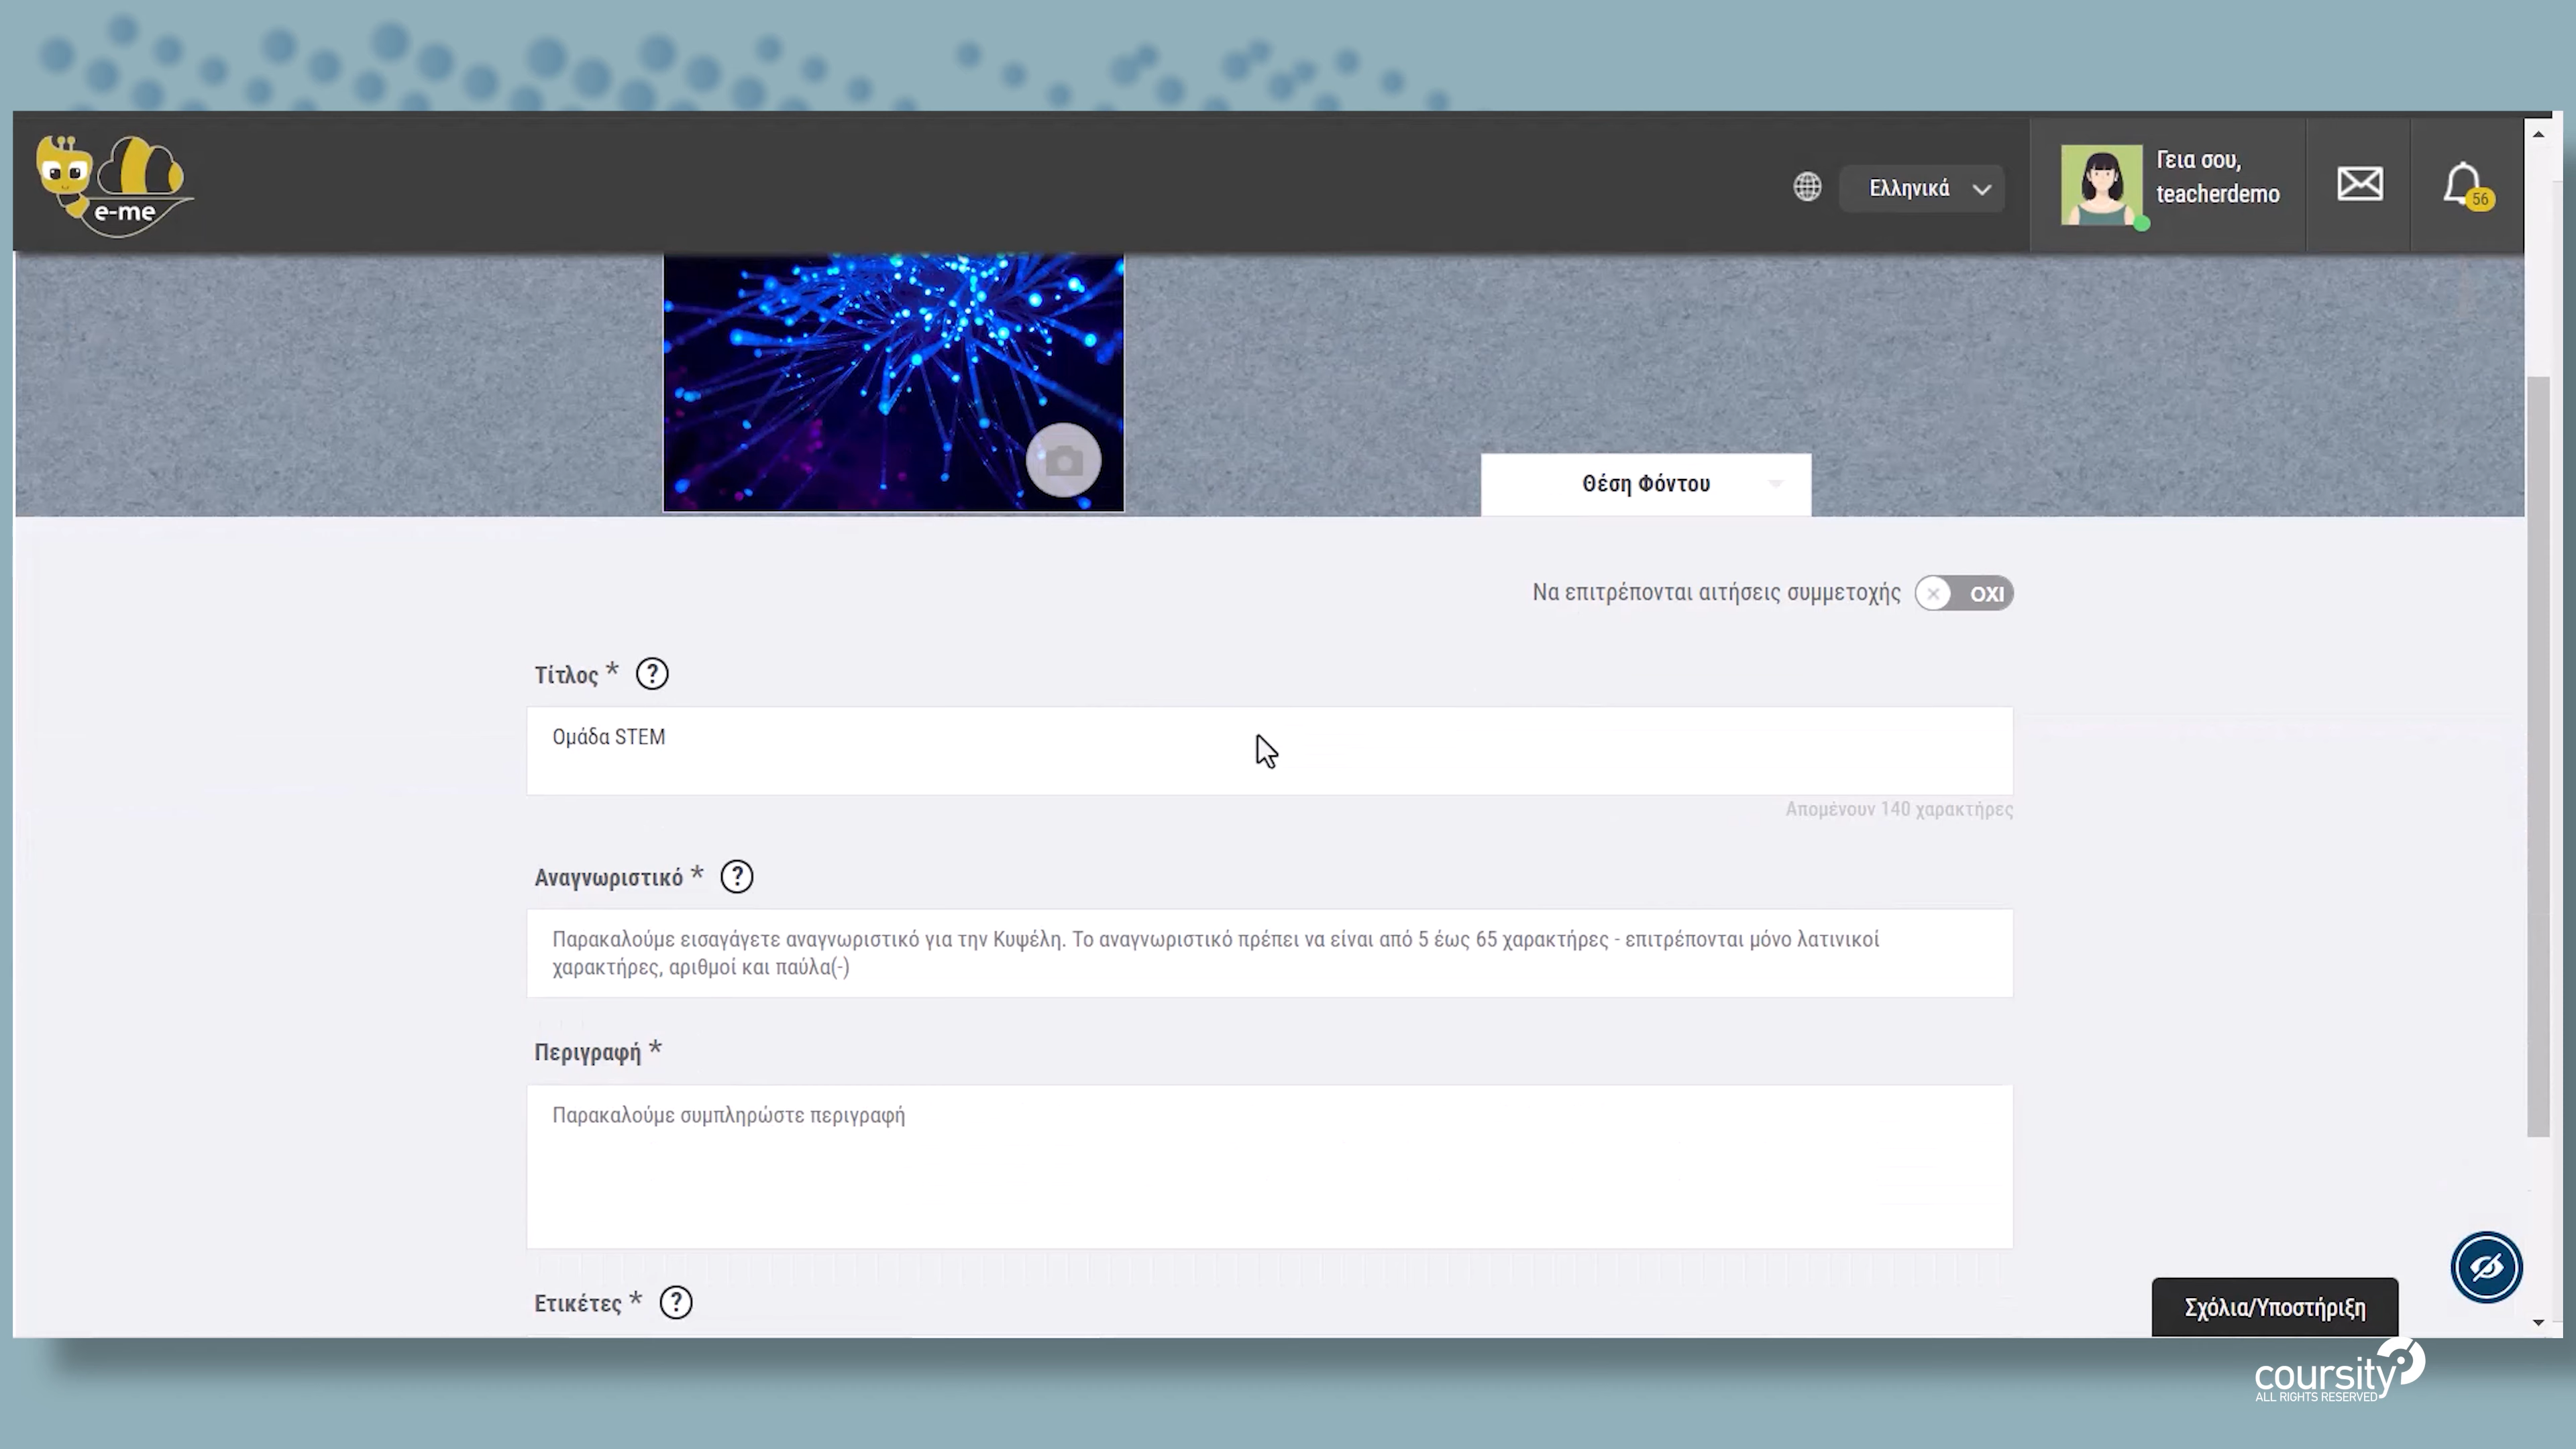 e-me
Ελληνικά
Γεια σου,
teacherdemo
56
Θέση Φόντου
Να επιτρέπονται αιτήσεις συμμετοχής
ΟΧΙ
Τίτλος * ?
Ομάδα STEM
Απομένουν 140 χαρακτήρες
Αναγνωριστικό * ?
Παρακαλούμε εισαγάγετε αναγνωριστικό για την Κυψέλη. Το αναγνωριστικό πρέπει να είναι από 5 έως 65 χαρακτήρες - επιτρέπονται μόνο λατινικοί
χαρακτήρες, αριθμοί και παύλα(-)
Περιγραφή *
Παρακαλούμε συμπληρώστε περιγραφή
Ετικέτες * ?
Σχόλια/Υποστήριξη
coursity
ALL RIGHTS RESERVED